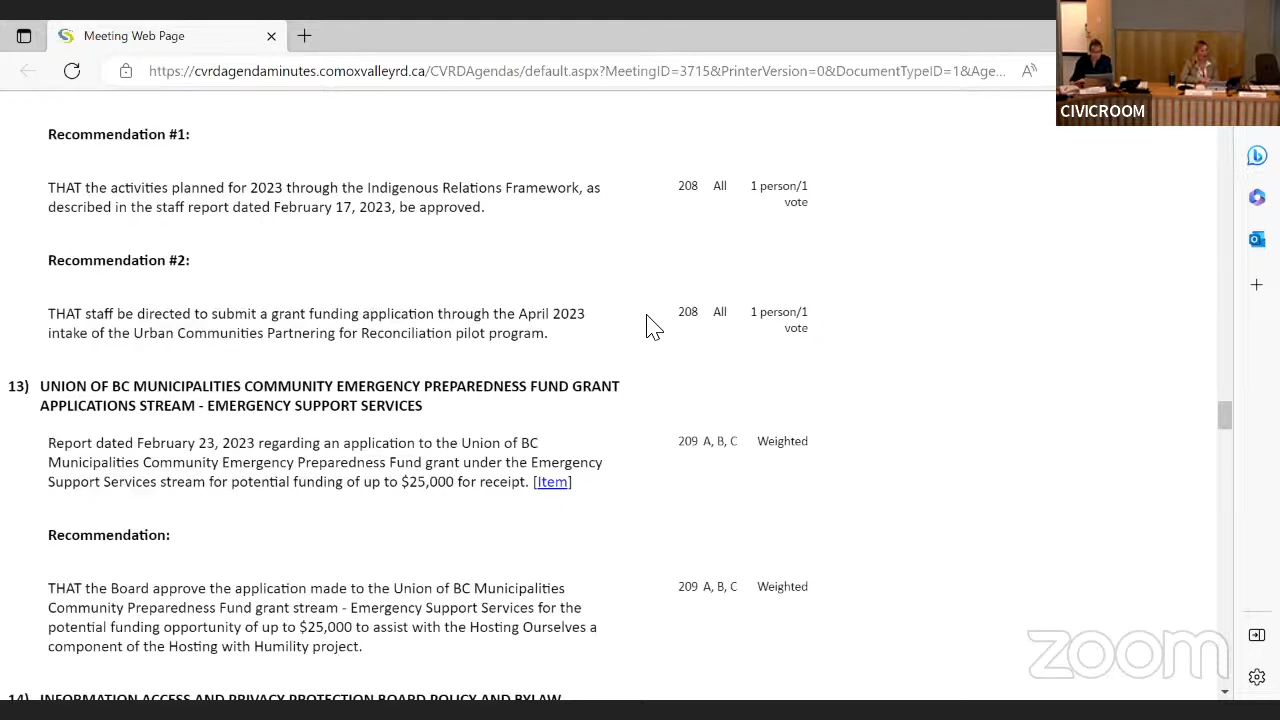 Meeting Web Page
https://cvrdagendaminutes.comoxvalleyrd.ca/CVRDAgendas/default.aspx?MeetingID=3715&PrinterVersion=0&DocumentTypeID=1&Age...
CIVICROOM
Recommendation #1:
THAT the activities planned for 2023 through the Indigenous Relations Framework, as 208 All 1 person/1
described in the staff report dated February 17, 2023, be approved. vote
Recommendation #2:
THAT staff be directed to submit a grant funding application through the April 2023 208 All 1 person/1
intake of the Urban Communities Partnering for Reconciliation pilot program. vote
13) UNION OF BC MUNICIPALITIES COMMUNITY EMERGENCY PREPAREDNESS FUND GRANT
APPLICATIONS STREAM - EMERGENCY SUPPORT SERVICES
Report dated February 23, 2023 regarding an application to the Union of BC 209 A, B, C Weighted
Municipalities Community Emergency Preparedness Fund grant under the Emergency
Support Services stream for potential funding of up to $25,000 for receipt. [Item]
Recommendation:
THAT the Board approve the application made to the Union of BC Municipalities 209 A, B, C Weighted
Community Preparedness Fund grant stream - Emergency Support Services for the
potential funding opportunity of up to $25,000 to assist with the Hosting Ourselves a
component of the Hosting with Humility project.
zoom
14) INFORMATION ACCESS AND PRIVACY PROTECTION BOARD POLICY AND BYLAW